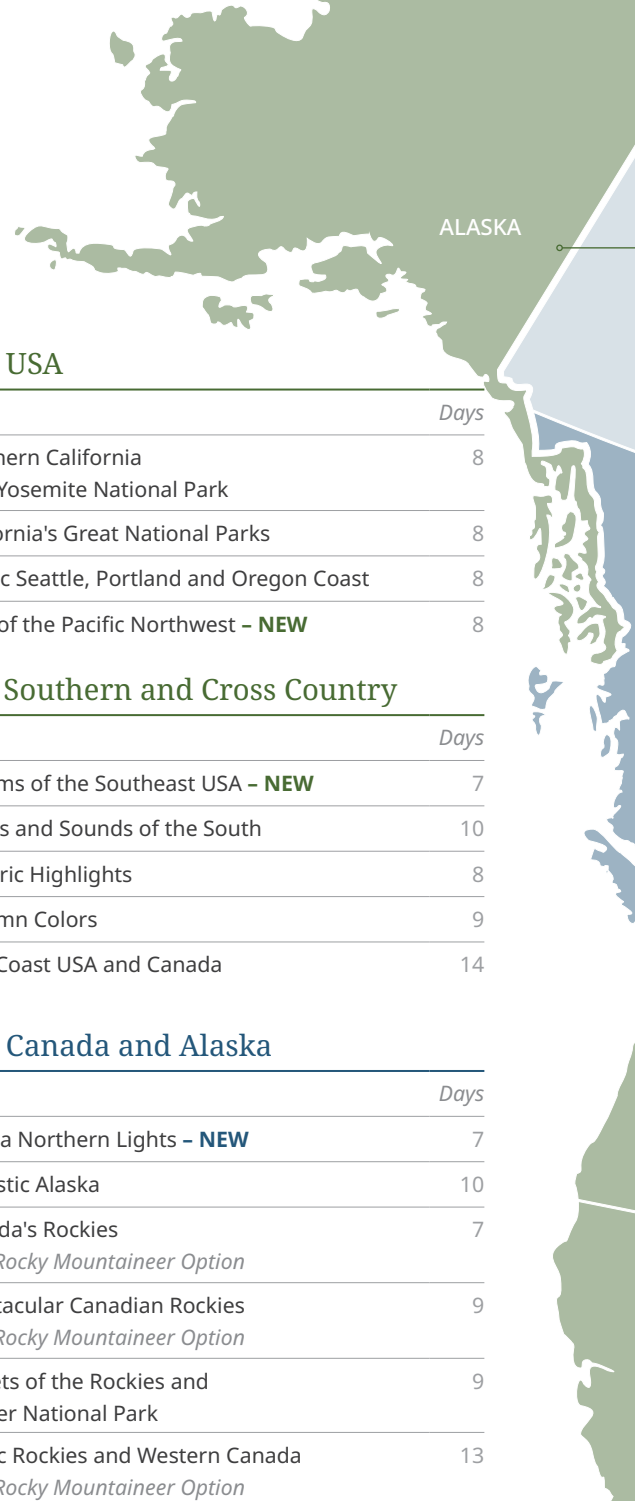 ALASKA
USA
Days
hern California 8
Yosemite National Park
ornia's Great National Parks 8
c Seattle, Portland and Oregon Coast 8
of the Pacific Northwest – NEW 8
Southern and Cross Country
Days
ms of the Southeast USA – NEW 7
s and Sounds of the South 10
ric Highlights 8
mn Colors 9
Coast USA and Canada 14
Canada and Alaska
Days
a Northern Lights – NEW 7
stic Alaska 10
da's Rockies 7
Rocky Mountaineer Option
tacular Canadian Rockies 9
Rocky Mountaineer Option
ets of the Rockies and 9
er National Park
c Rockies and Western Canada 13
Rocky Mountaineer Option